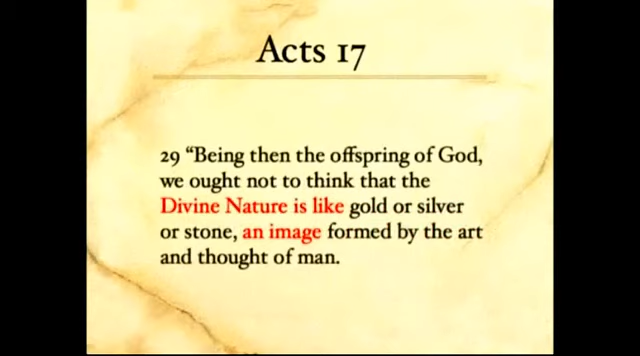 Acts 17
29 “Being then the offspring of God,
we ought not to think that the
Divine Nature is like gold or silver
or stone, an image formed by the art
and thought of man.